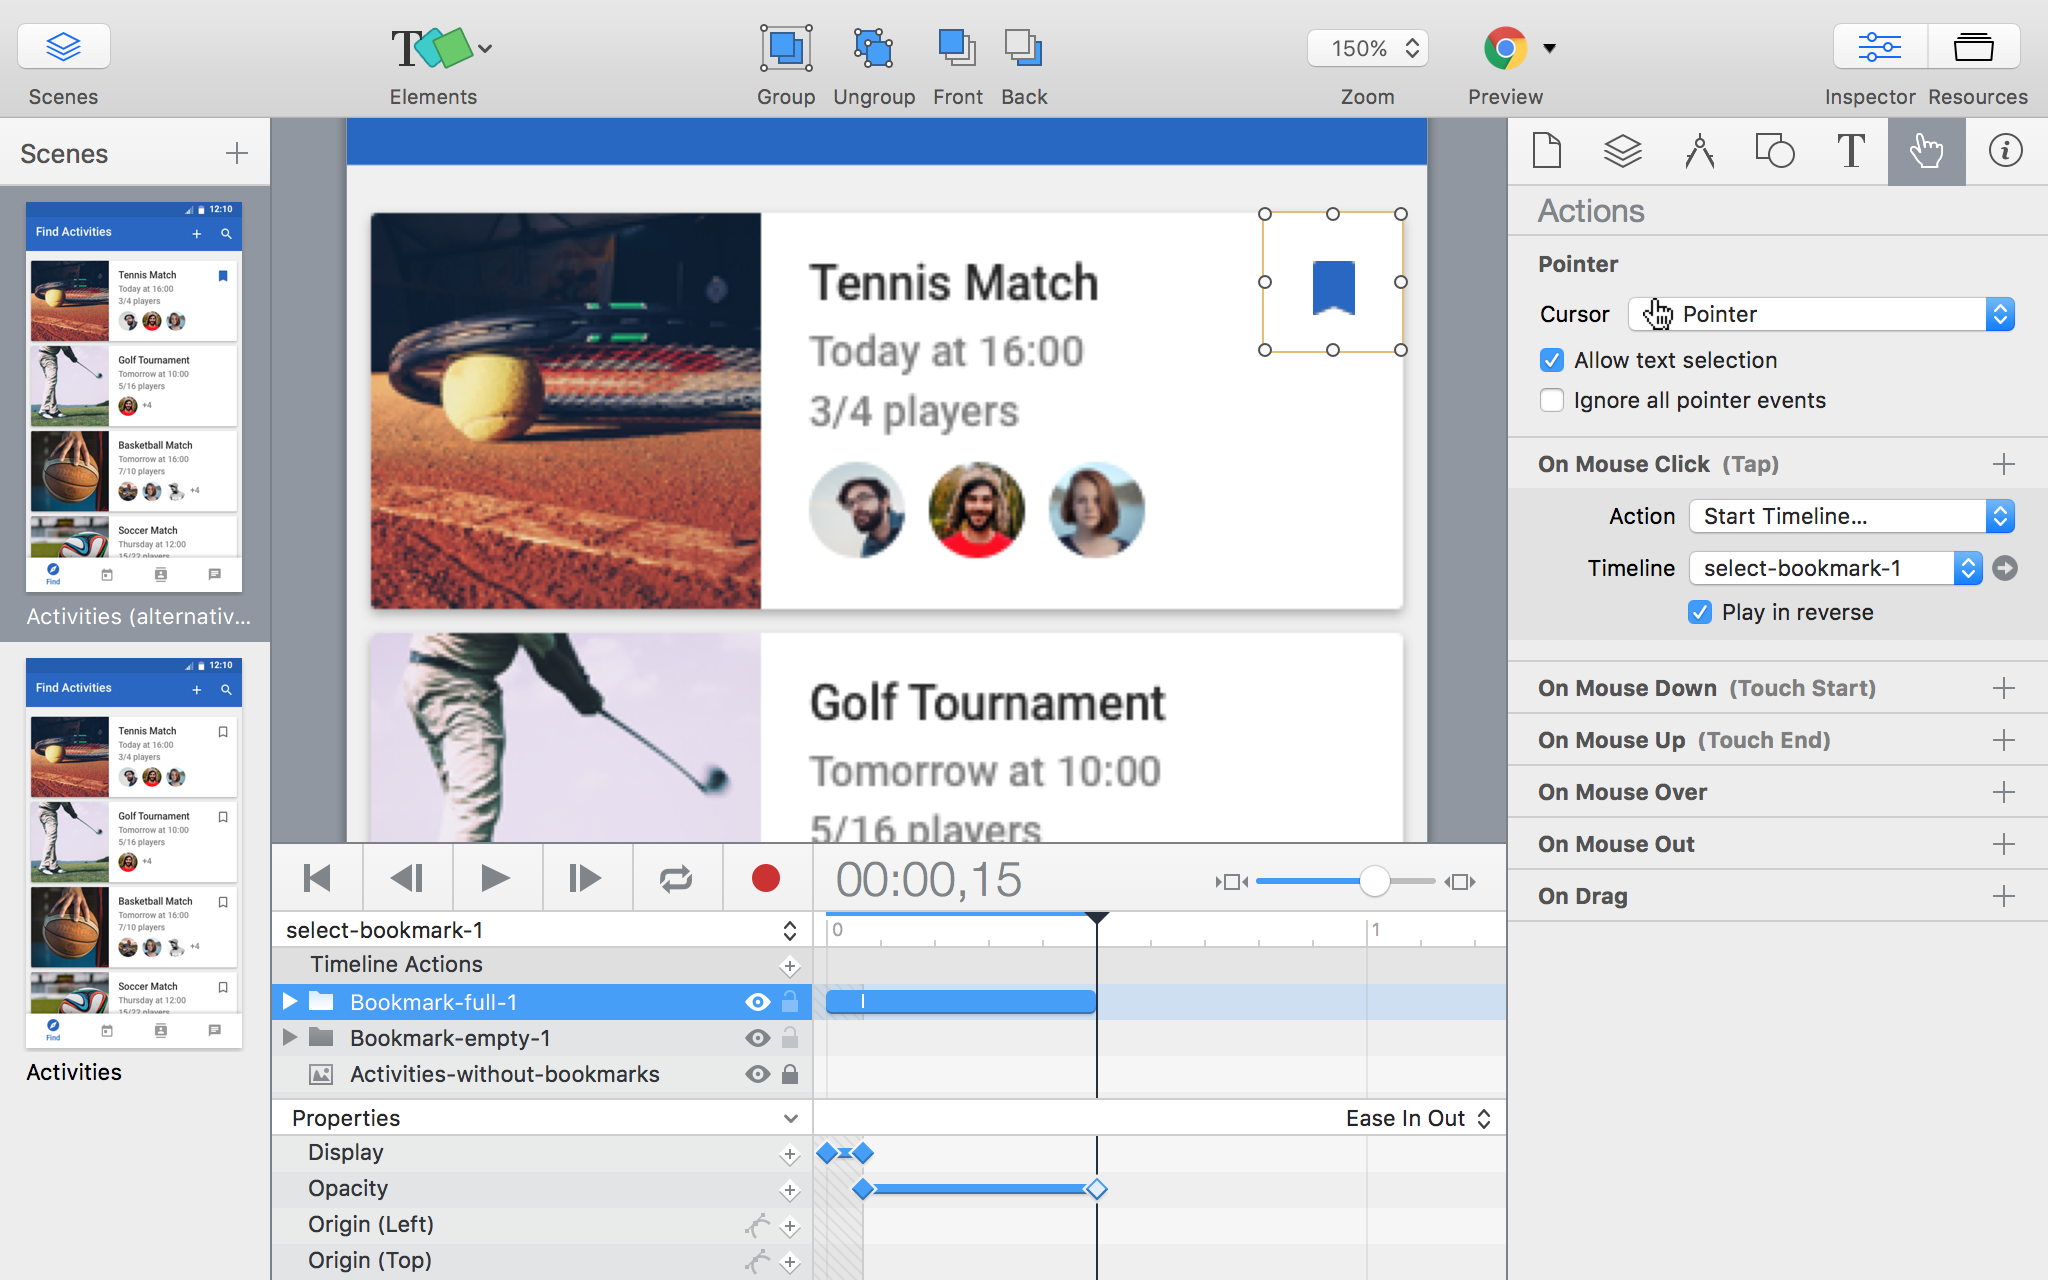 Scenes
Elements
Group
Ungroup
Front
Back
150%
Zoom
Preview
Inspector
Resources
Scenes
12:10
Find Activities
Tennis Match
Today at 16:00
3/4 players
Golf Tournament
Tomorrow at 10:00
5/16 players
+4
Basketball Match
Tomorrow at 16:00
7/10 players
+4
Soccer Match
Thursday at 12:00
15/22 players
Find
Activities (alternativ...
12:10
Find Activities
Tennis Match
Today at 16:00
3/4 players
Golf Tournament
Tomorrow at 10:00
5/16 players
+4
Basketball Match
Tomorrow at 16:00
7/10 players
+4
Soccer Match
Thursday at 12:00
15/22 players
Find
Activities
Tennis Match
Today at 16:00
3/4 players
Golf Tournament
Tomorrow at 10:00
5/16 players
00:00,15
select-bookmark-1
0
1
Timeline Actions
Bookmark-full-1
Bookmark-empty-1
Activities-without-bookmarks
Properties
Ease In Out
Display
Opacity
Origin (Left)
Origin (Top)
Actions
Pointer
Cursor Pointer
Allow text selection
Ignore all pointer events
On Mouse Click (Tap)
Action Start Timeline...
Timeline select-bookmark-1
Play in reverse
On Mouse Down (Touch Start)
On Mouse Up (Touch End)
On Mouse Over
On Mouse Out
On Drag